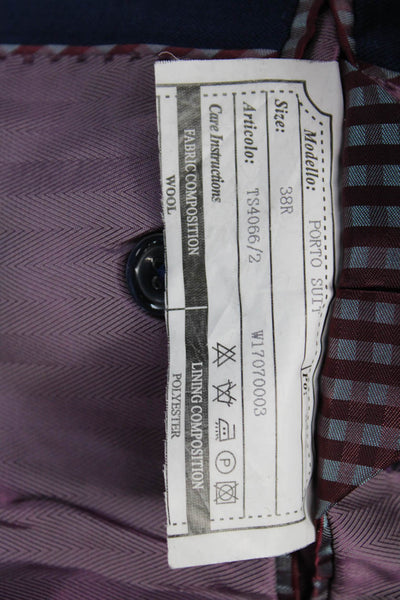 Modello: PORTO SUIT
Size: 38R
Articolo: TS4066/2 W17070003
Care Instructions
FABRIC COMPOSITION LINING COMPOSITION
WOOL POLYESTER